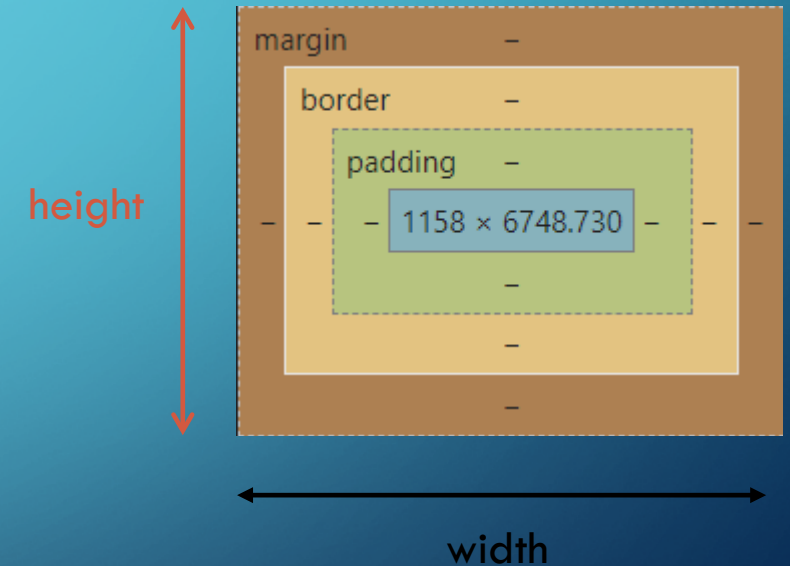 margin –
border –
padding –
height
– – – 1158 × 6748.730 – – –
–
–
–
width